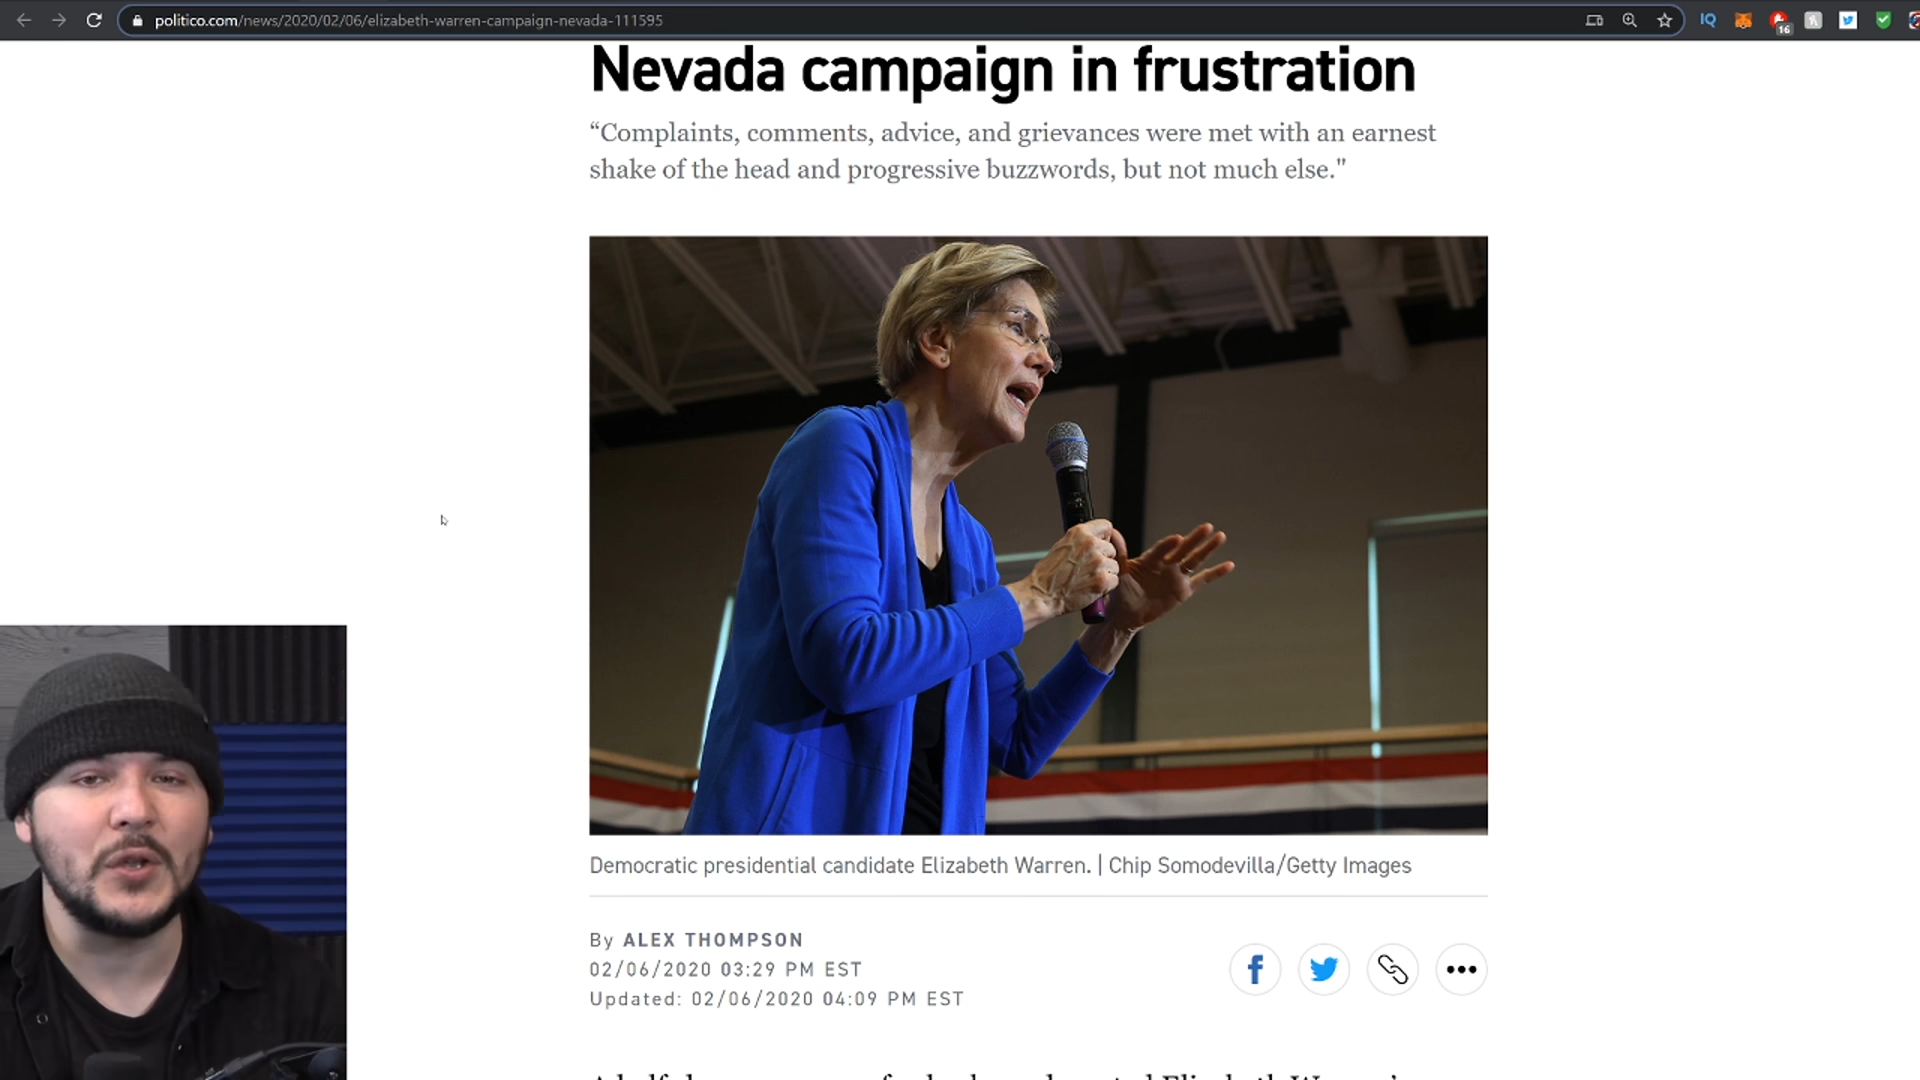 politico.com/news/2020/02/06/elizabeth-warren-campaign-nevada-111595
IQ
16
Nevada campaign in frustration
“Complaints, comments, advice, and grievances were met with an earnest
shake of the head and progressive buzzwords, but not much else."
Democratic presidential candidate Elizabeth Warren. | Chip Somodevilla/Getty Images
By ALEX THOMPSON
02/06/2020 03:29 PM EST
Updated: 02/06/2020 04:09 PM EST